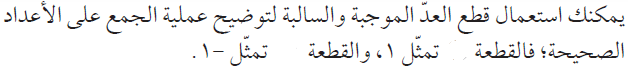 يمكنك استعمال قطع العدّ الموجبة والسالبة لتوضيح عملية الجمع على الأعداد
الصحيحة؛ فالقطعة تمثّل ١، والقطعة تمثّل -١.